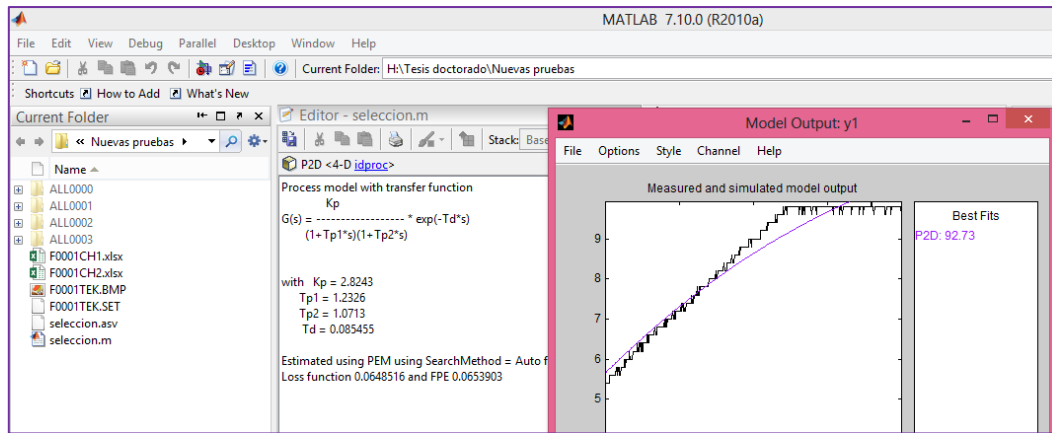 MATLAB 7.10.0 (R2010a)
File Edit View Debug Parallel Desktop Window Help
Current Folder: H:\Tesis doctorado\Nuevas pruebas
Shortcuts How to Add What's New
Current Folder
« Nuevas pruebas
Name
ALL0000
ALL0001
ALL0002
ALL0003
F0001CH1.xlsx
F0001CH2.xlsx
F0001TEK.BMP
F0001TEK.SET
seleccion.asv
seleccion.m
Editor - seleccion.m
Stack: Base
P2D <4-D idproc>
Process model with transfer function
Kp
G(s) = ------------------ * exp(-Td*s)
(1+Tp1*s)(1+Tp2*s)
with Kp = 2.8243
Tp1 = 1.2326
Tp2 = 1.0713
Td = 0.085455
Estimated using PEM using SearchMethod = Auto f
Loss function 0.0648516 and FPE 0.0653903
Model Output: y1
File Options Style Channel Help
Measured and simulated model output
9
8
7
6
5
Best Fits
P2D: 92.73